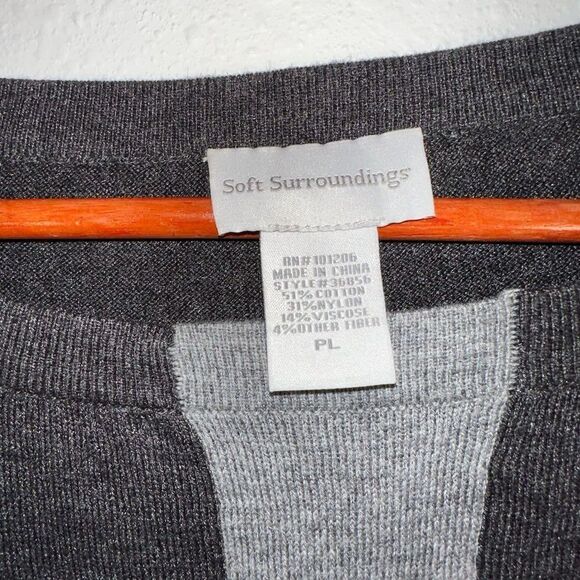 Soft Surroundings
RN#101206
MADE IN CHINA
STYLE#36856
51% COTTON
31%NYLON
14% VISCOSE
4%OTHER FIBER
PL